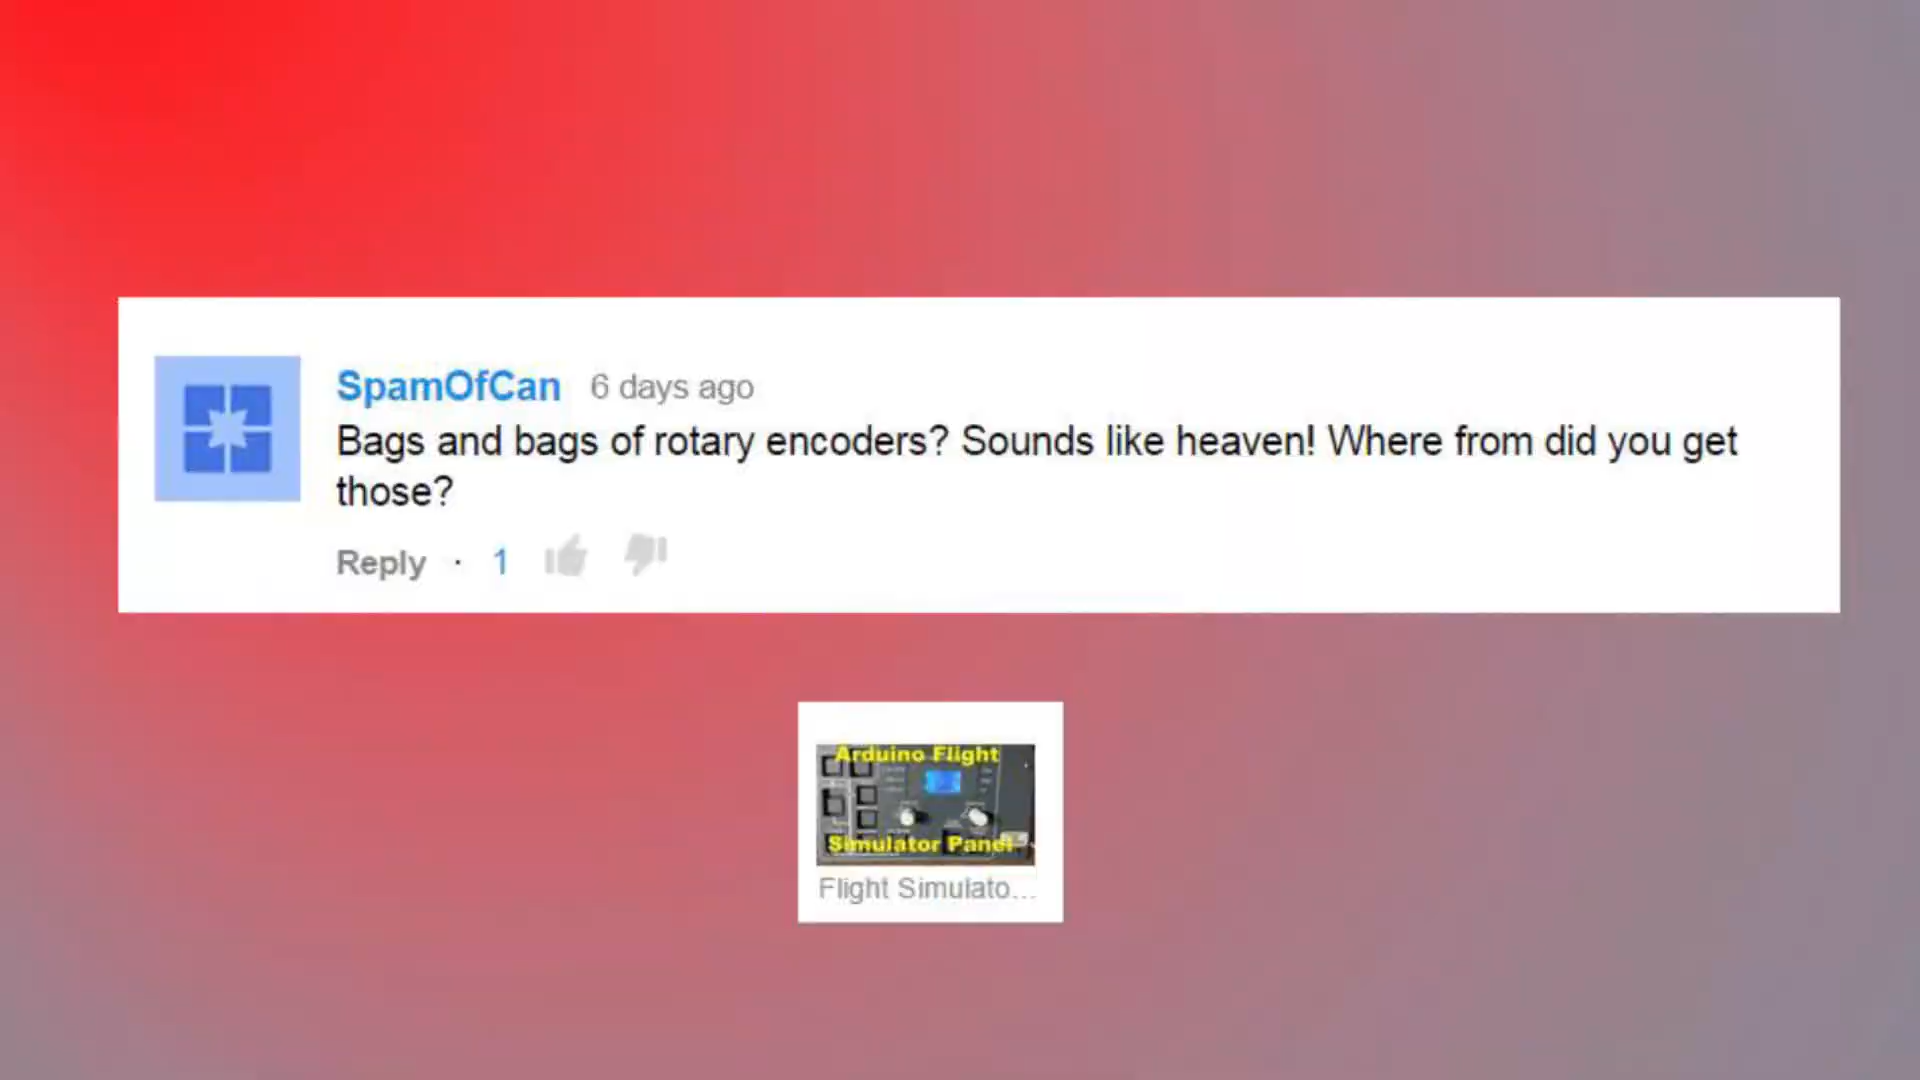 SpamOfCan 6 days ago
Bags and bags of rotary encoders? Sounds like heaven! Where from did you get
those?
Reply · 1
Arduino Flight
Simulator Panel
Flight Simulato...